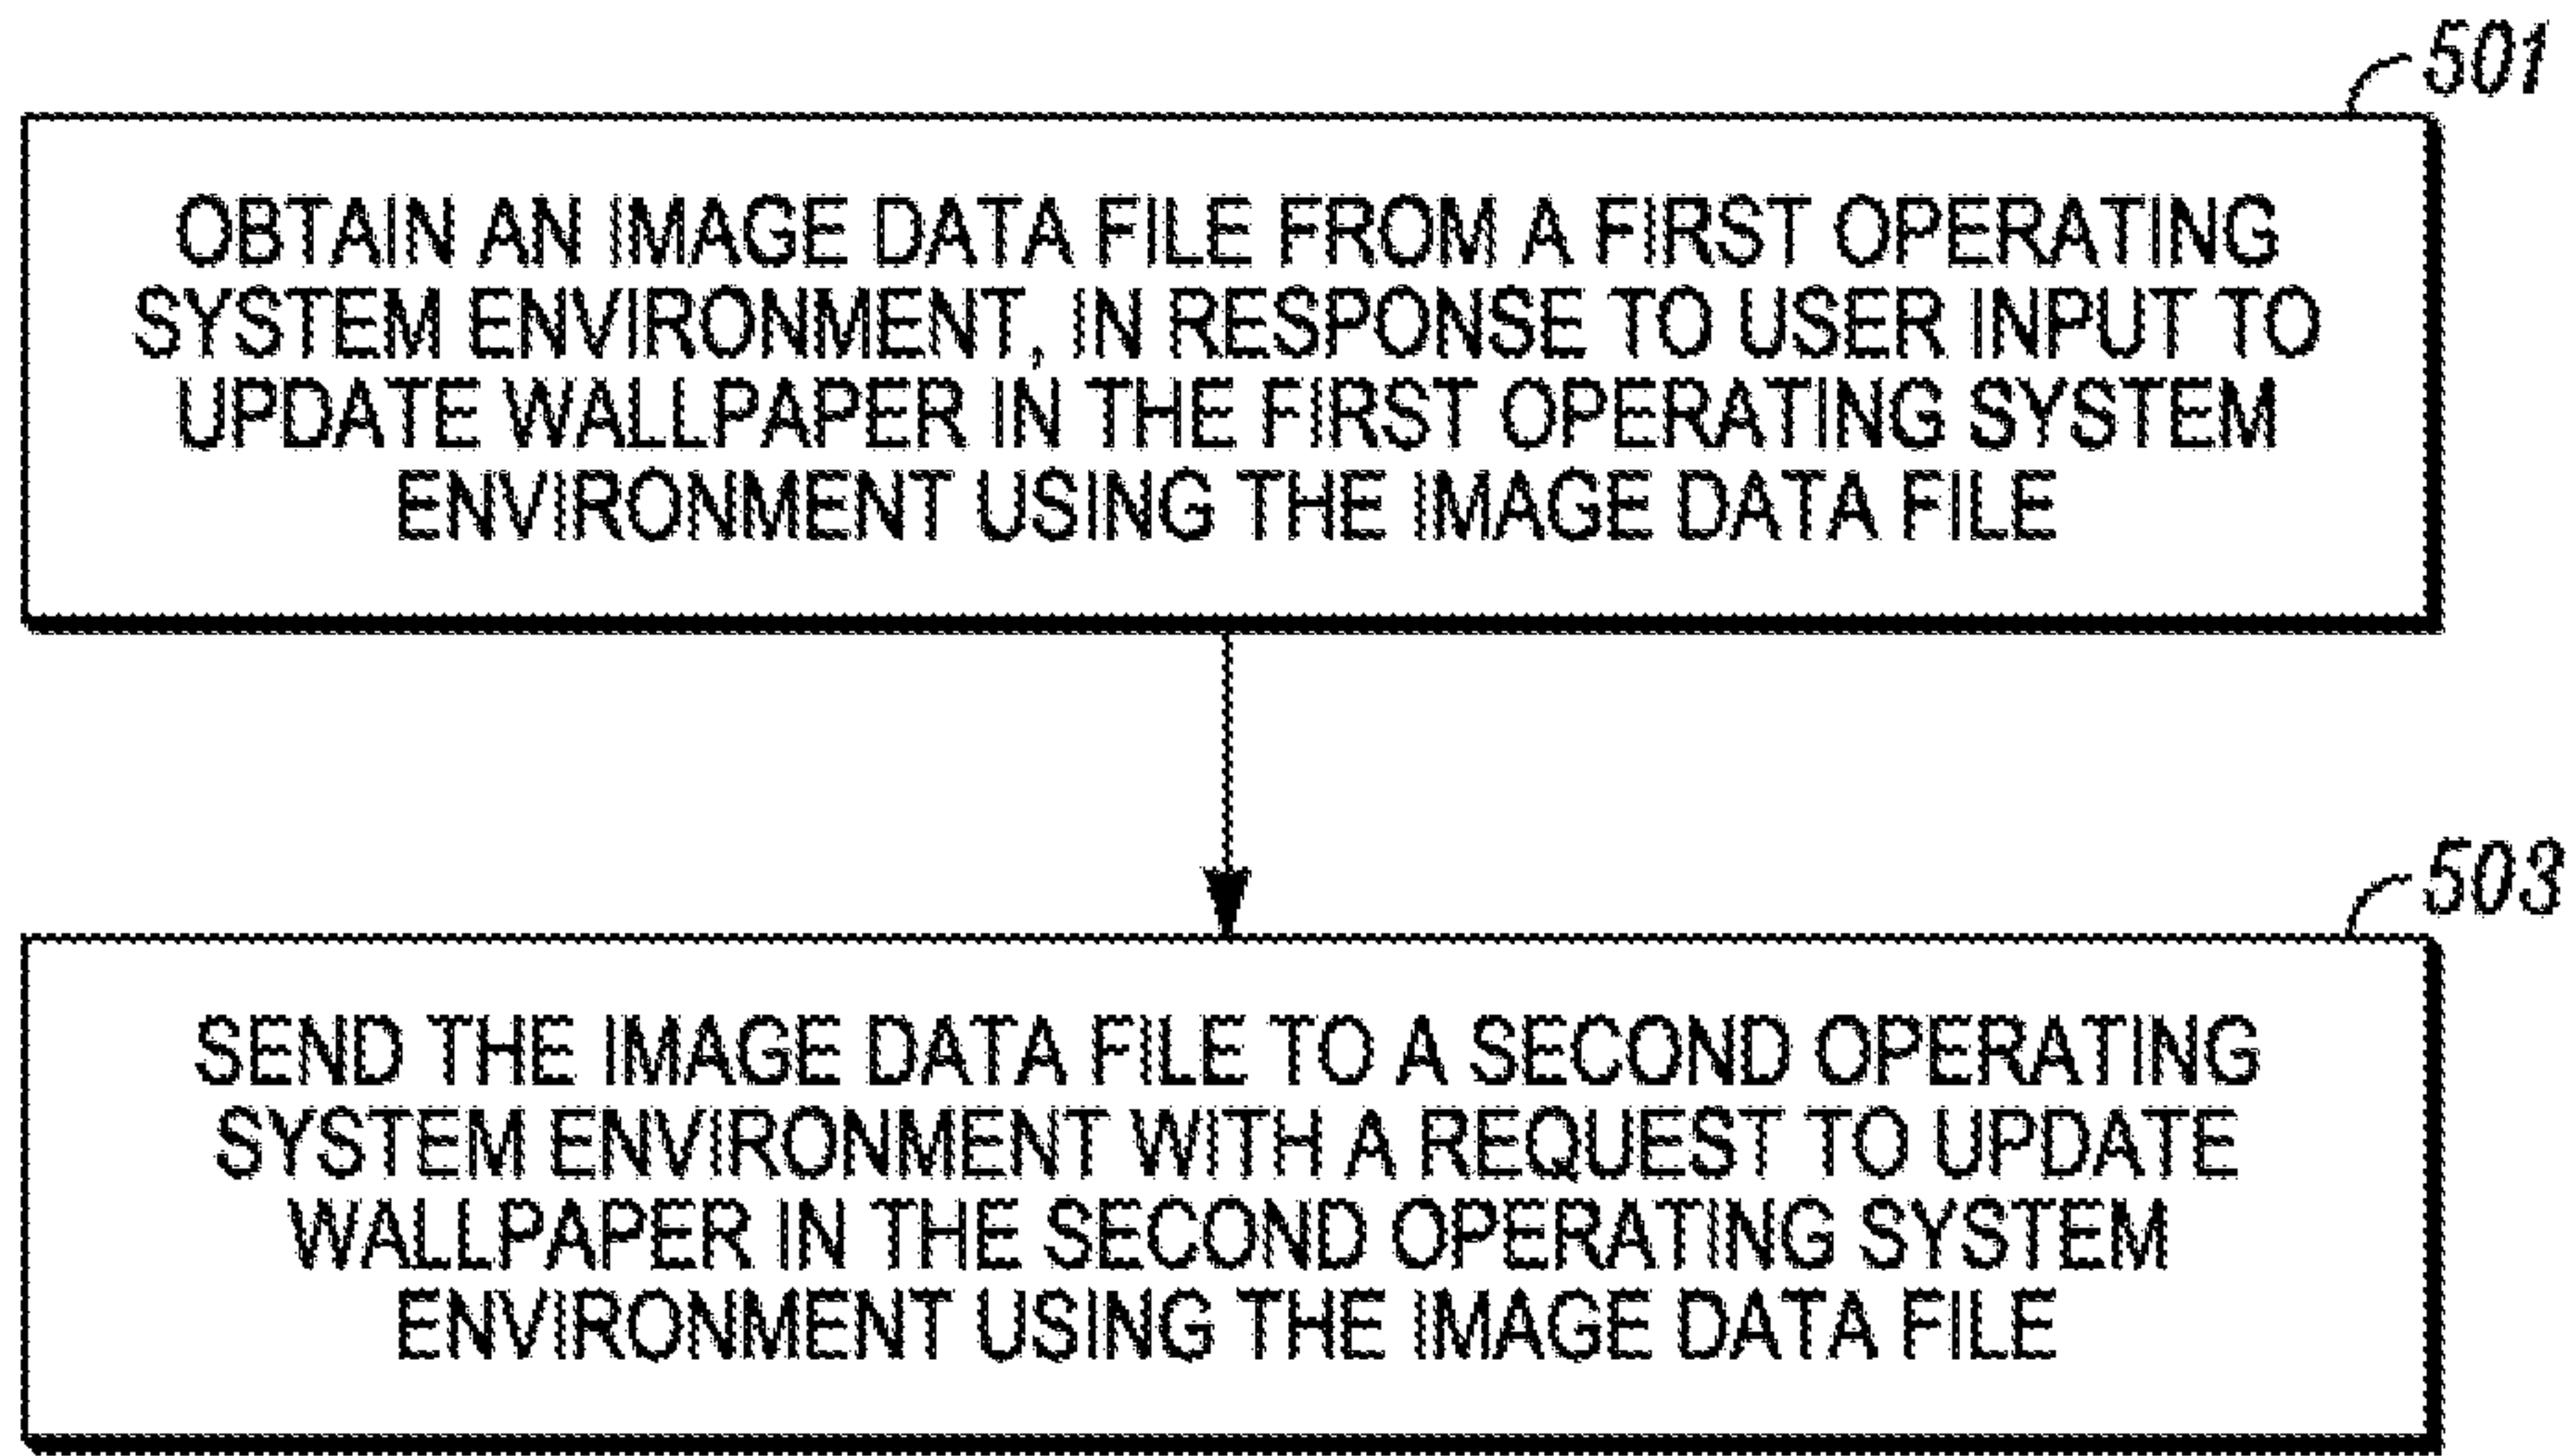 501
OBTAIN AN IMAGE DATA FILE FROM A FIRST OPERATING
SYSTEM ENVIRONMENT, IN RESPONSE TO USER INPUT TO
UPDATE WALLPAPER IN THE FIRST OPERATING SYSTEM
ENVIRONMENT USING THE IMAGE DATA FILE
503
SEND THE IMAGE DATA FILE TO A SECOND OPERATING
SYSTEM ENVIRONMENT WITH A REQUEST TO UPDATE
WALLPAPER IN THE SECOND OPERATING SYSTEM
ENVIRONMENT USING THE IMAGE DATA FILE